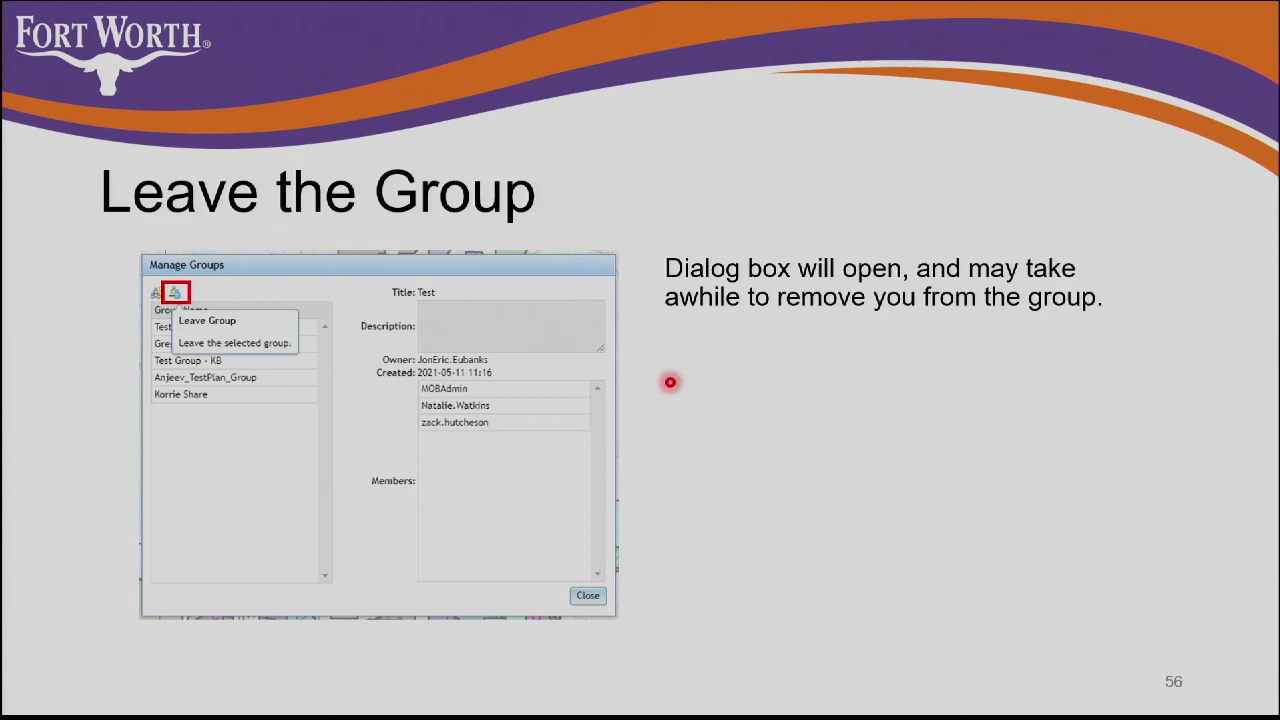 FORT WORTH®
Leave the Group
Manage Groups
Leave Group
Leave the selected group.
Test Group - KB
Anjeev_TestPlan_Group
Korrie Share
Title: Test
Description:
Owner: JonEric.Eubanks
Created: 2021-05-11 11:16
MOBAdmin
Natalie.Watkins
zack.hutcheson
Members:
Close
Dialog box will open, and may take
awhile to remove you from the group.
56